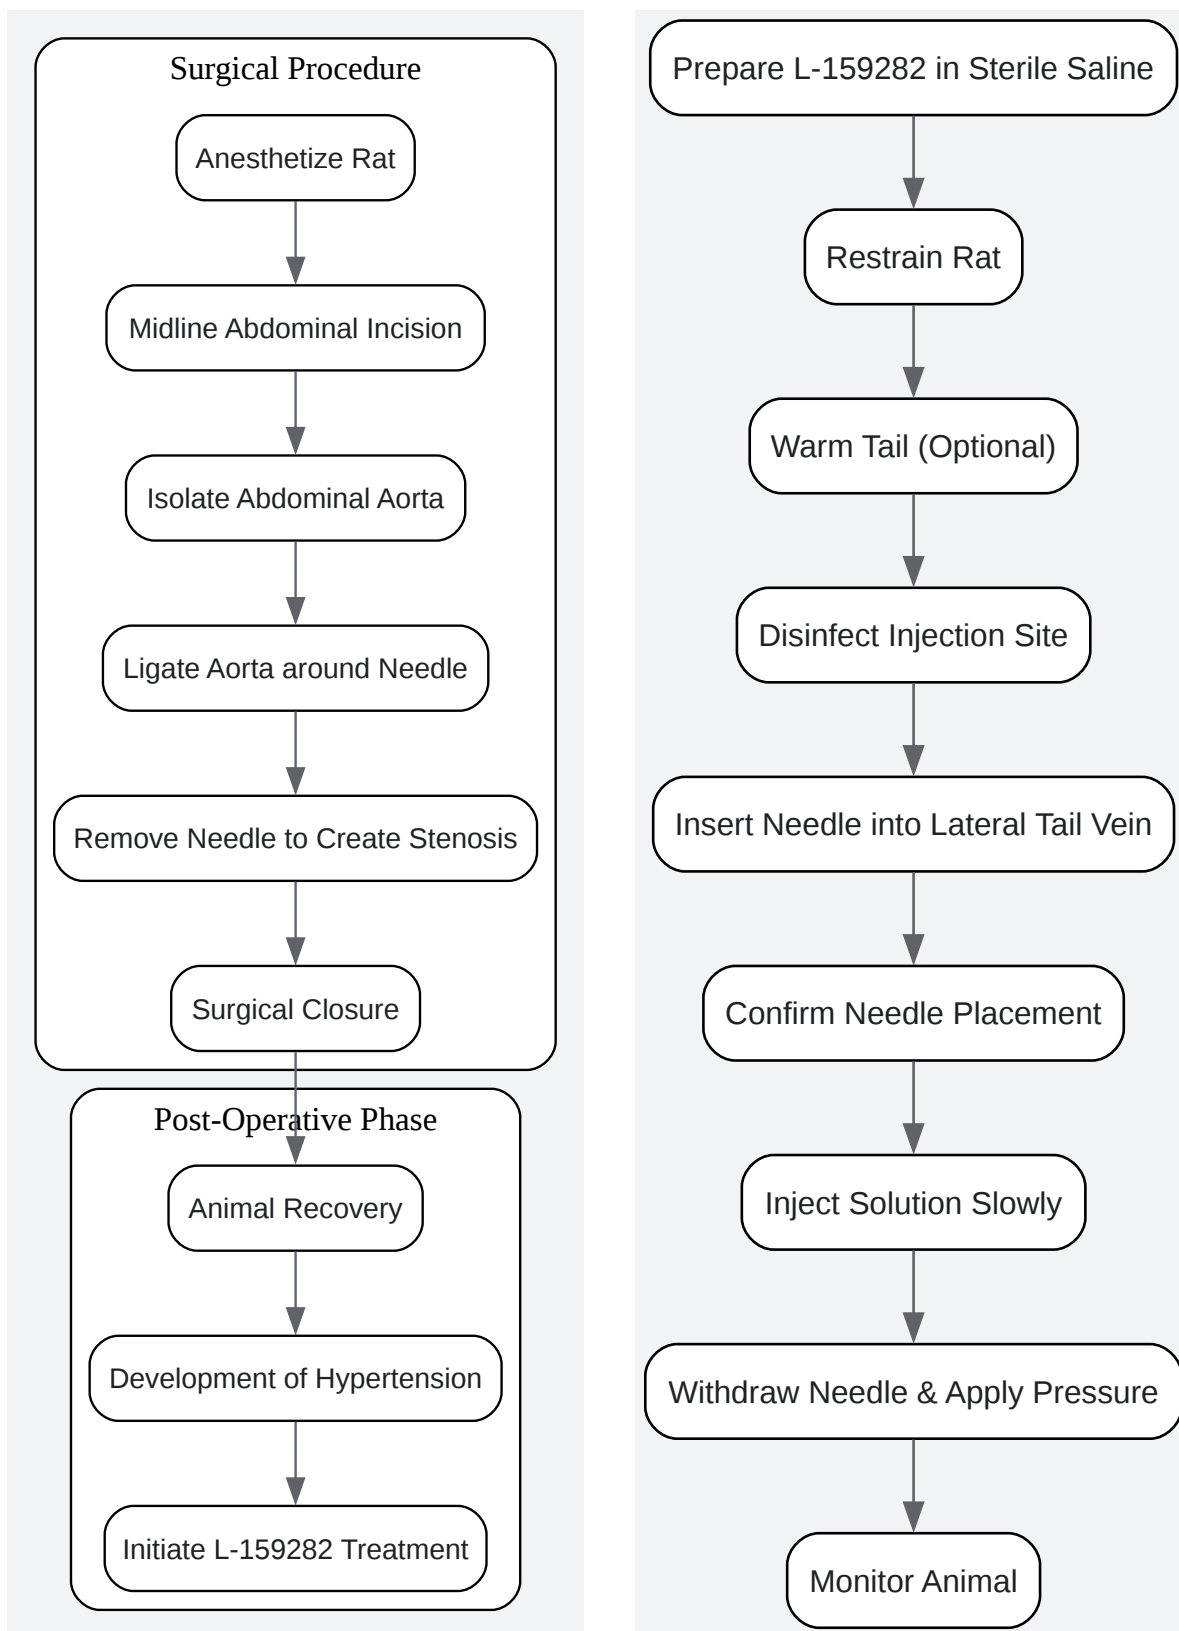 Surgical Procedure
Anesthetize Rat
Midline Abdominal Incision
Isolate Abdominal Aorta
Ligate Aorta around Needle
Remove Needle to Create Stenosis
Surgical Closure
Post-Operative Phase
Animal Recovery
Development of Hypertension
Initiate L-159282 Treatment
Prepare L-159282 in Sterile Saline
Restrain Rat
Warm Tail (Optional)
Disinfect Injection Site
Insert Needle into Lateral Tail Vein
Confirm Needle Placement
Inject Solution Slowly
Withdraw Needle & Apply Pressure
Monitor Animal